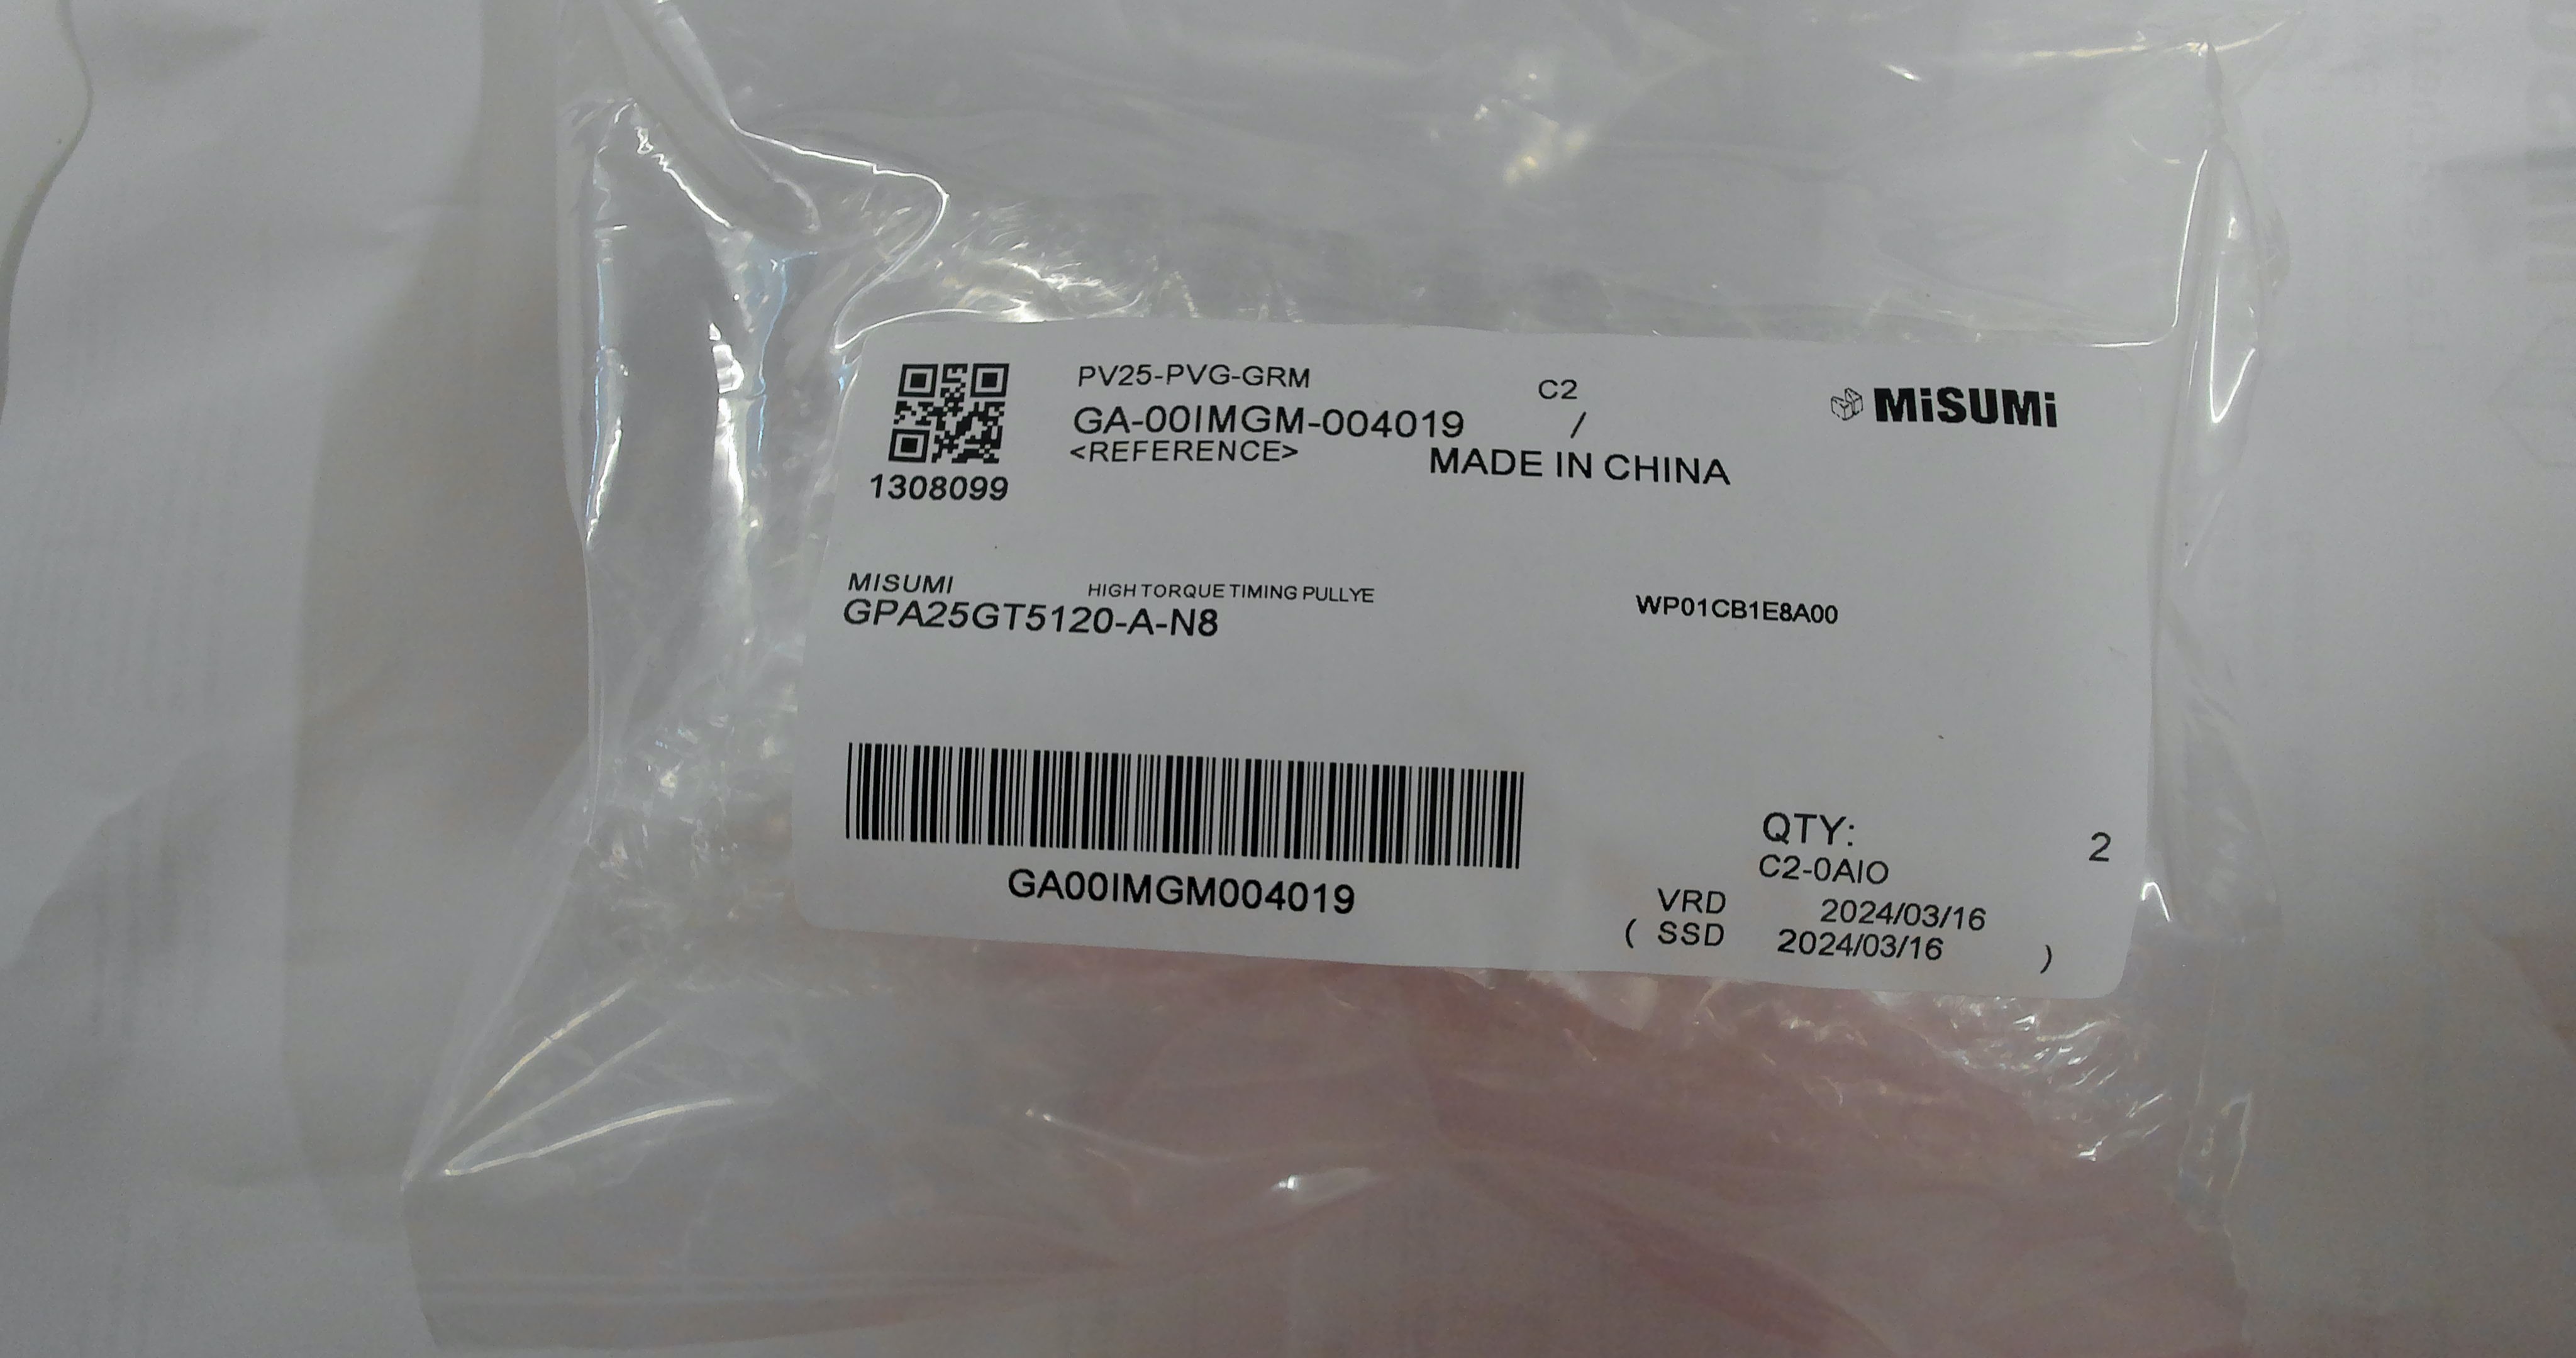 PV25-PVG-GRM
C2
MiSUMi
GA-00IMGM-004019
/
<REFERENCE>
MADE IN CHINA
1308099
MISUMI
HIGH TORQUE TIMING PULLYE
GPA25GT5120-A-N8
WP01CB1E8A00
GA00IMGM004019
QTY: 2
C2-0AIO
VRD 2024/03/16
( SSD 2024/03/16 )